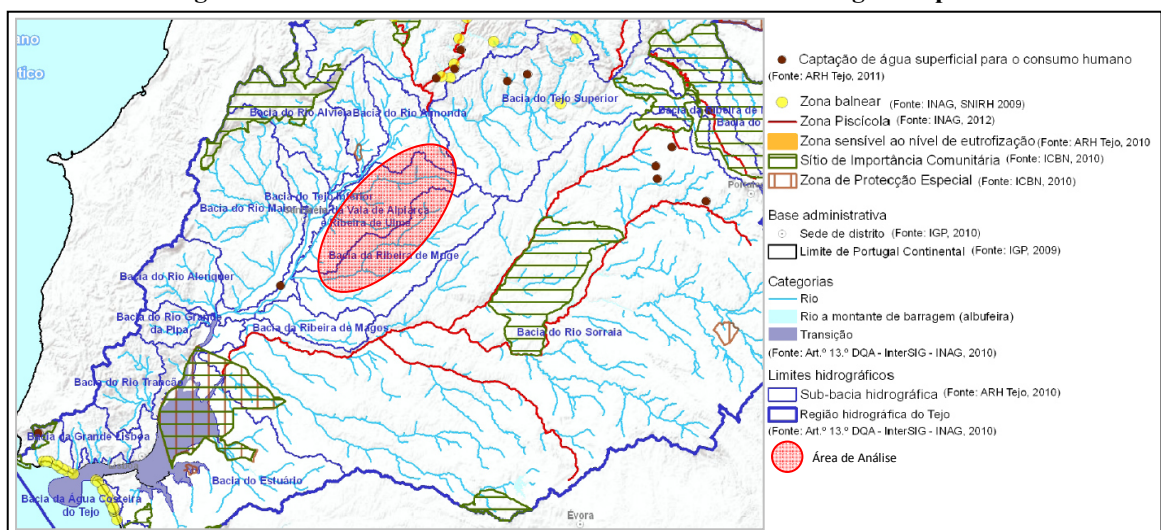 ano
tico
Bacia do Rio Alviela
Bacia do Rio Almonda
Bacia do Tejo Superior
Bacia do Tejo Inferior
Bacia do Rio Maior
da Vala de Alpiarça
e Ribeira de Ulme
Bacia da Ribeira de Muge
Bacia do Rio Alenquer
Bacia do Rio Grande
da Pipa
Bacia da Ribeira de Magos
Bacia do Rio Sorraia
Bacia do Rio Trancão
Bacia da Grande Lisboa
Bacia do Estuário
Bacia da Água Costeira
do Tejo
Évora
Captação de água superficial para o consumo humano
(Fonte: ARH Tejo, 2011)
Zona balnear (Fonte: INAG, SNIRH 2009)
Zona Piscícola (Fonte: INAG, 2012)
Zona sensível ao nível de eutrofização (Fonte: ARH Tejo, 2010
Sítio de Importância Comunitária (Fonte: ICBN, 2010)
Zona de Protecção Especial (Fonte: ICBN, 2010)
Base administrativa
Sede de distrito (Fonte: IGP, 2010)
Limite de Portugal Continental (Fonte: IGP, 2009)
Categorias
Rio
Rio a montante de barragem (albufeira)
Transição
(Fonte: Art.º 13.º DQA - InterSIG - INAG, 2010)
Limites hidrográficos
Sub-bacia hidrográfica (Fonte: ARH Tejo, 2010)
Região hidrográfica do Tejo
(Fonte: Art.º 13.º DQA - InterSIG - INAG, 2010)
Área de Análise